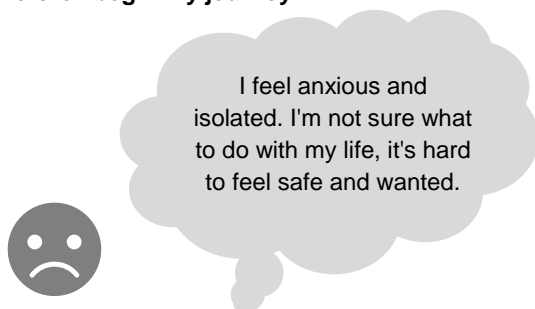 I feel anxious and
isolated. I'm not sure what
to do with my life, it's hard
to feel safe and wanted.